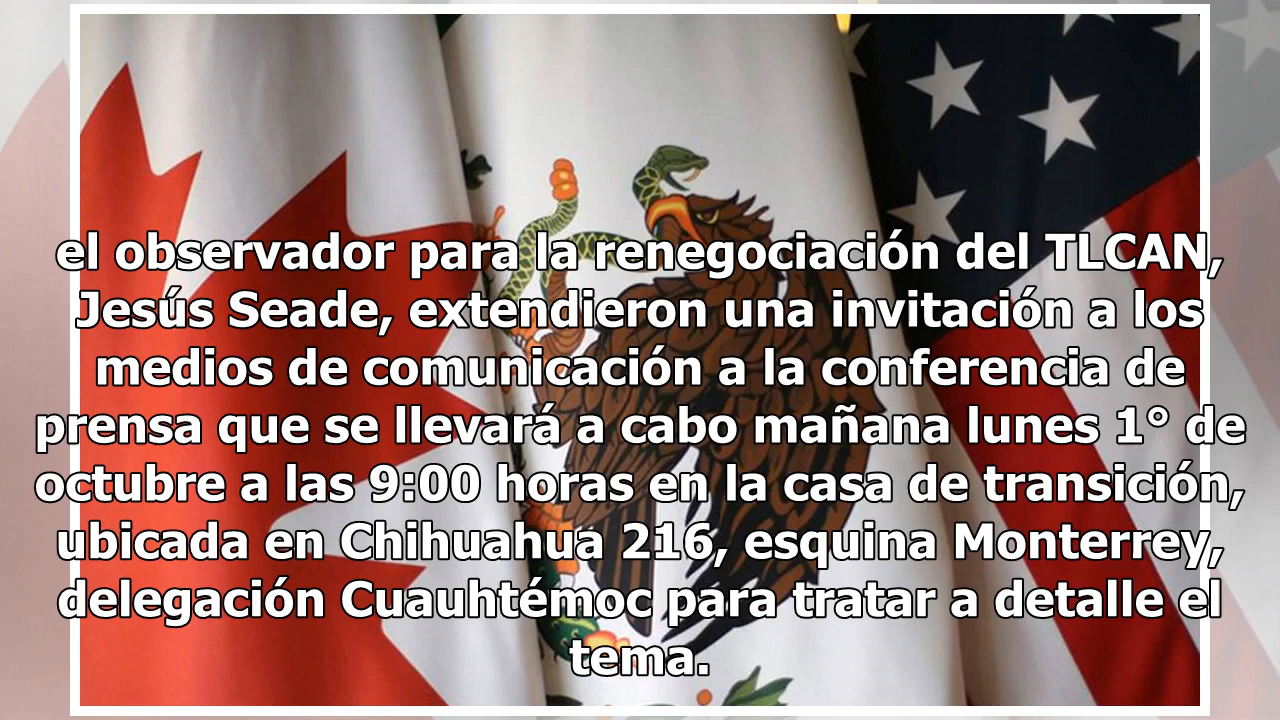 el observador para la renegociación del TLCAN,
Jesús Seade, extendieron una invitación a los
medios de comunicación a la conferencia de
prensa que se llevará a cabo mañana lunes 1° de
octubre a las 9:00 horas en la casa de transición,
ubicada en Chihuahua 216, esquina Monterrey,
delegación Cuauhtémoc para tratar a detalle el
tema.